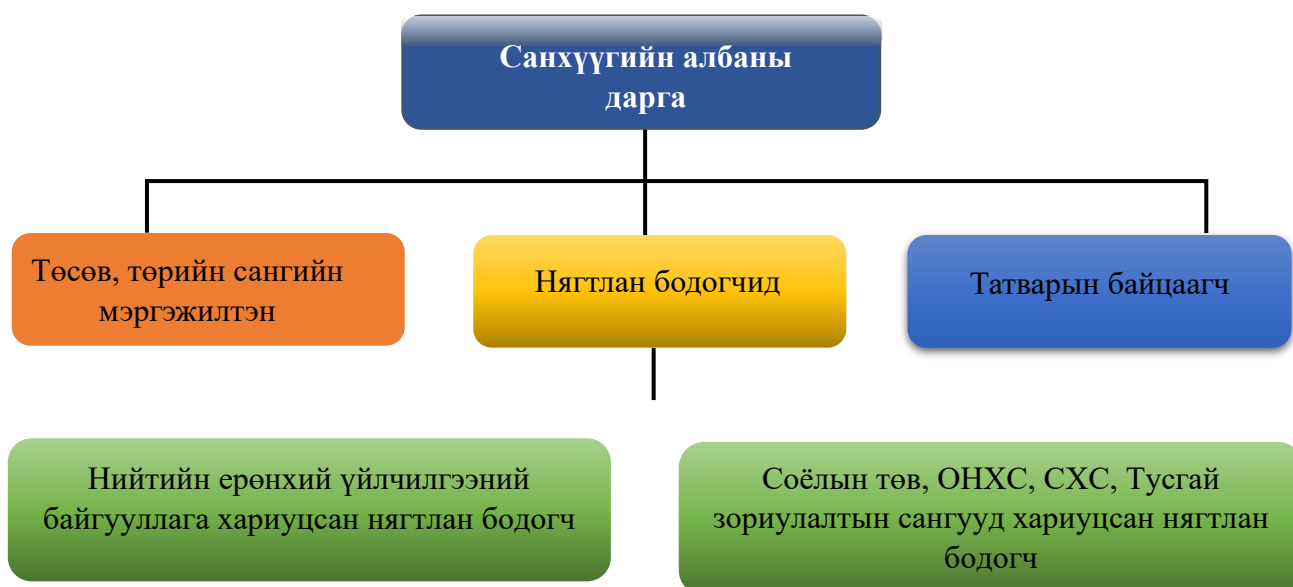 Санхүүгийн албаны
дарга
Төсөв, төрийн сангийн
мэргэжилтэн
Нягтлан бодогчид
Татварын байцаагч
Нийтийн ерөнхий үйлчилгээний
байгууллага хариуцсан нягтлан бодогч
Соёлын төв, ОНХС, СХС, Тусгай
зориулалтын сангууд хариуцсан нягтлан
бодогч